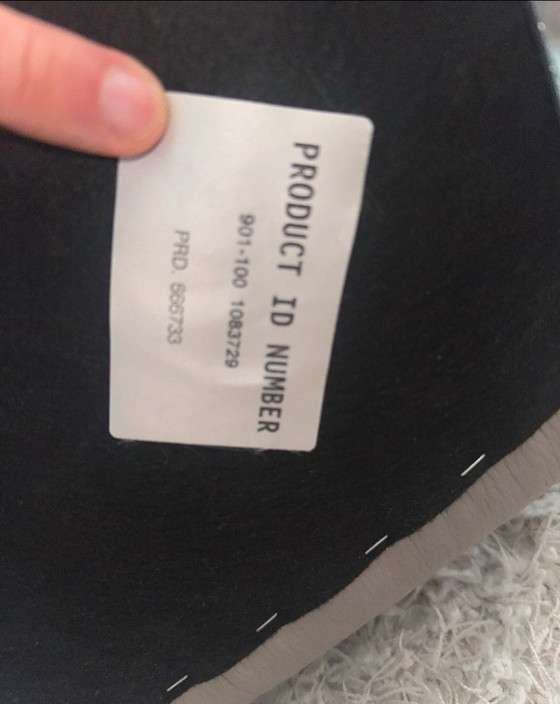 PRODUCT ID NUMBER
901-100 1083729
PRD. 666733